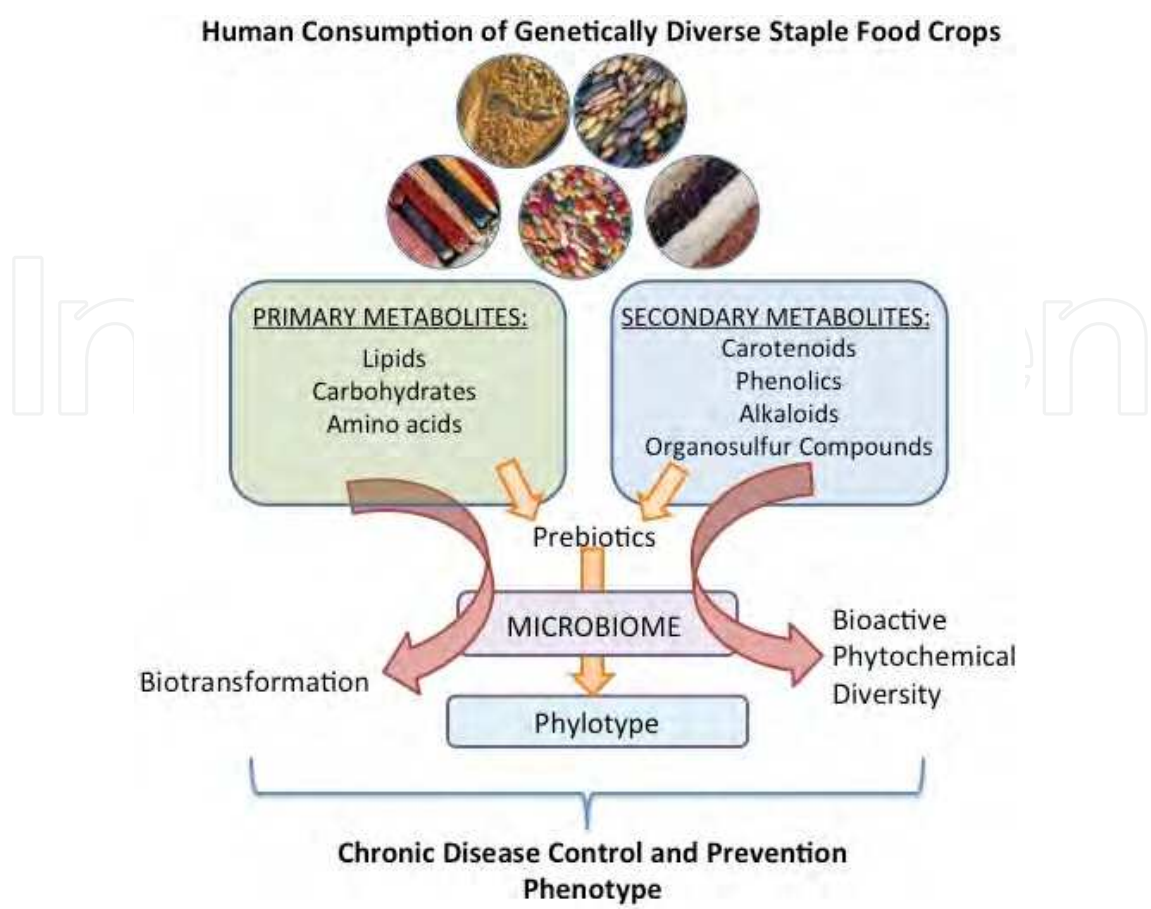 Human Consumption of Genetically Diverse Staple Food Crops
PRIMARY METABOLITES:
Lipids
Carbohydrates
Amino acids
SECONDARY METABOLITES:
Carotenoids
Phenolics
Alkaloids
Organosulfur Compounds
Prebiotics
MICROBIOME
Biotransformation
Bioactive
Phytochemical
Diversity
Phylotype
Chronic Disease Control and Prevention
Phenotype